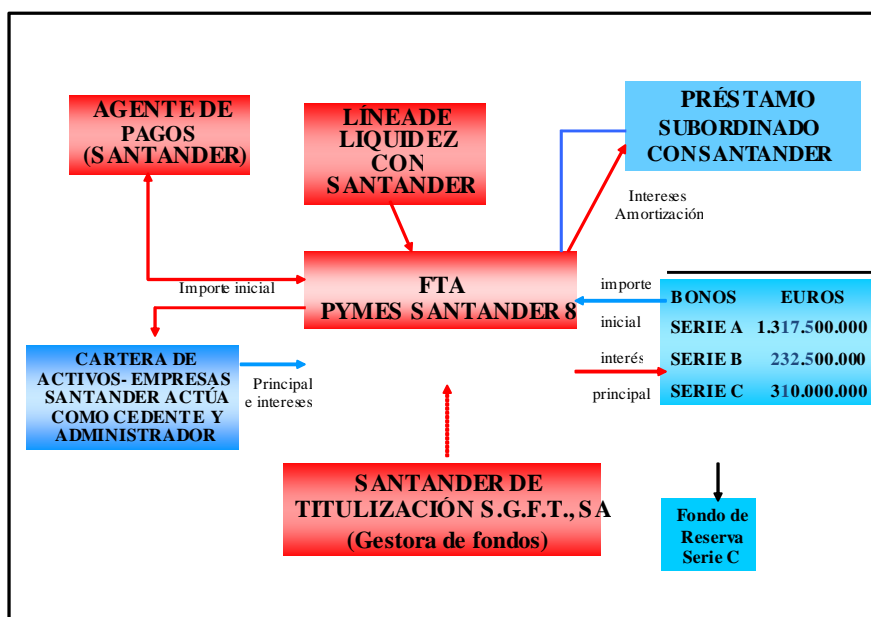 AGENTE DE
PAGOS
(SANTANDER)
LÍNEADE
LIQUIDEZ
CON
SANTANDER
PRÉSTAMO
SUBORDINADO
CON SANTANDER
Intereses
Amortización
Importe inicial
FTA
PYMES SANTANDER 8
importe
inicial
interés
principal
BONOS EUROS
SERIE A 1.317.500.000
SERIE B 232.500.000
SERIE C 310.000.000
CARTERA DE
ACTIVOS- EMPRESAS
SANTANDER ACTÚA
COMO CEDENTE Y
ADMINISTRADOR
Principal
e intereses
SANTANDER DE
TITULIZACIÓN S.G.F.T., SA
(Gestora de fondos)
Fondo de
Reserva
Serie C